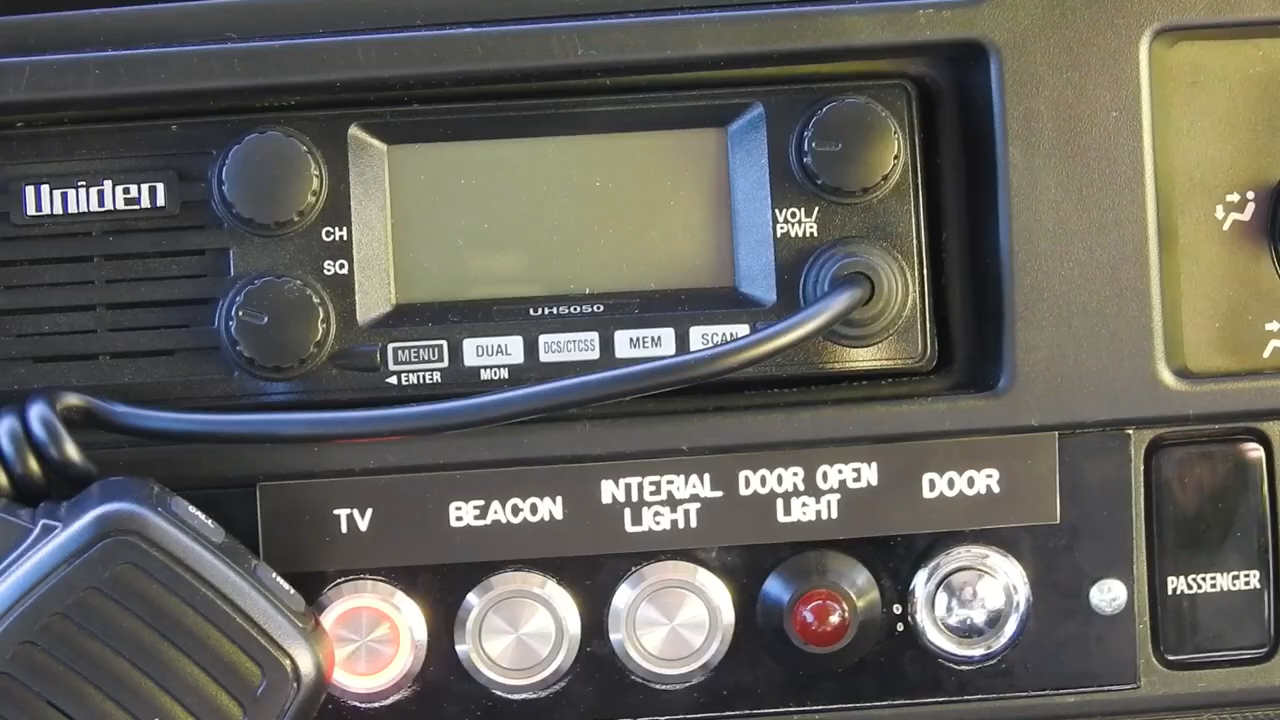 Uniden
CH
SQ
VOL/
PWR
UH5050
MENU
DUAL
DCS/CTCSS
MEM
SCAN
◄ENTER
MON
TV
BEACON
INTERIAL
LIGHT
DOOR OPEN
LIGHT
DOOR
PASSENGER
CALL